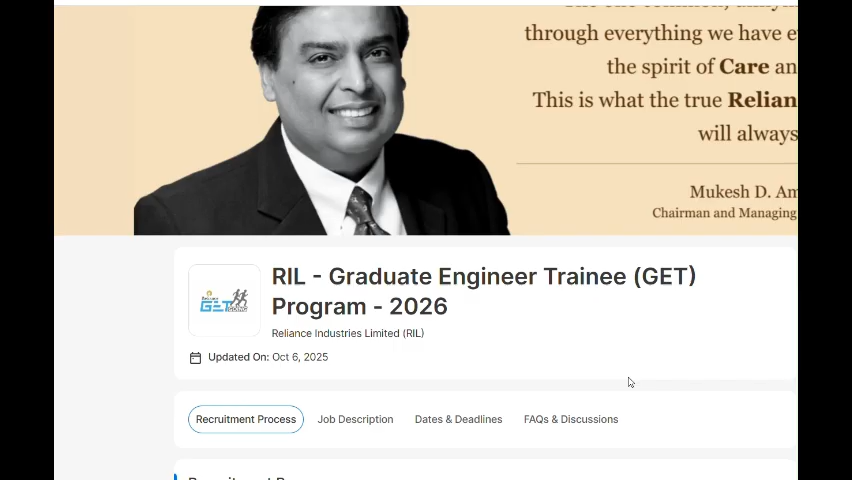 through everything we have e
the spirit of Care an
This is what the true Relian
will always
Mukesh D. Am
Chairman and Managing
RIL - Graduate Engineer Trainee (GET)
Program - 2026
Reliance Industries Limited (RIL)
GET
Updated On: Oct 6, 2025
Recruitment Process Job Description Dates & Deadlines FAQs & Discussions